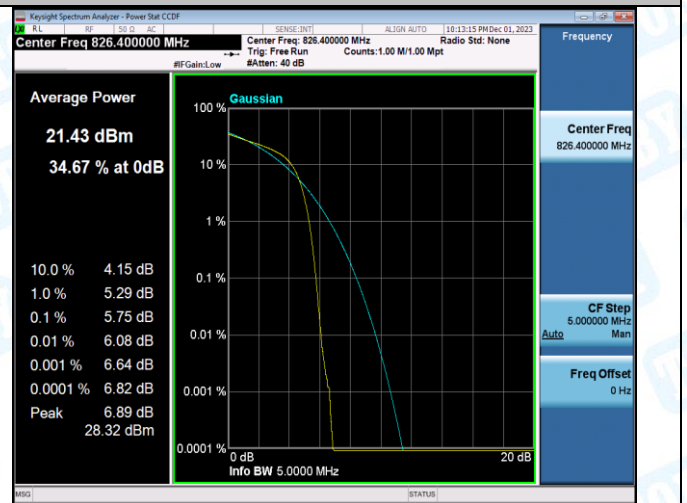 Keysight Spectrum Analyzer - Power Stat CCDF
RL RF 50 Ω AC SENSE:INT ALIGN AUTO 10:13:15 PM Dec 01, 2023
Center Freq 826.400000 MHz
Center Freq: 826.400000 MHz Radio Std: None
Trig: Free Run Counts:1.00 M/1.00 Mpt
#IFGain:Low #Atten: 40 dB
Frequency
Average Power
21.43 dBm
34.67 % at 0dB
10.0 % 4.15 dB
1.0 % 5.29 dB
0.1 % 5.75 dB
0.01 % 6.08 dB
0.001 % 6.64 dB
0.0001 % 6.82 dB
Peak 6.89 dB
28.32 dBm
Gaussian
100 %
10 %
1 %
0.1 %
0.01 %
0.001 %
0.0001 %
0 dB 20 dB
Info BW 5.0000 MHz
Center Freq
826.400000 MHz
CF Step
5.000000 MHz
Auto Man
Freq Offset
0 Hz
MSG STATUS